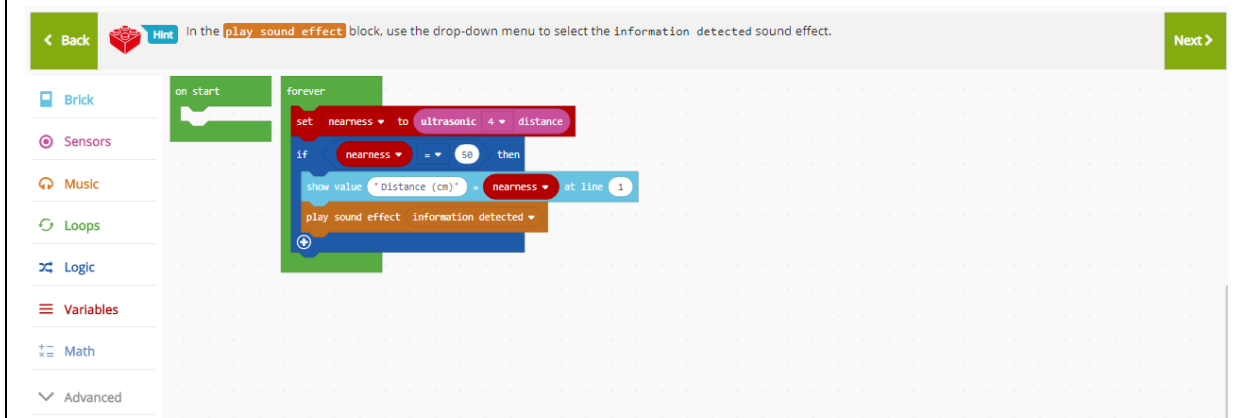 Back
Hint In the play sound effect block, use the drop-down menu to select the information detected sound effect.
Next
Brick
Sensors
Music
Loops
Logic
Variables
Math
Advanced
on start
forever
set nearness to ultrasonic 4 distance
if nearness = 50 then
show value "Distance (cm)" = nearness at line 1
play sound effect information detected